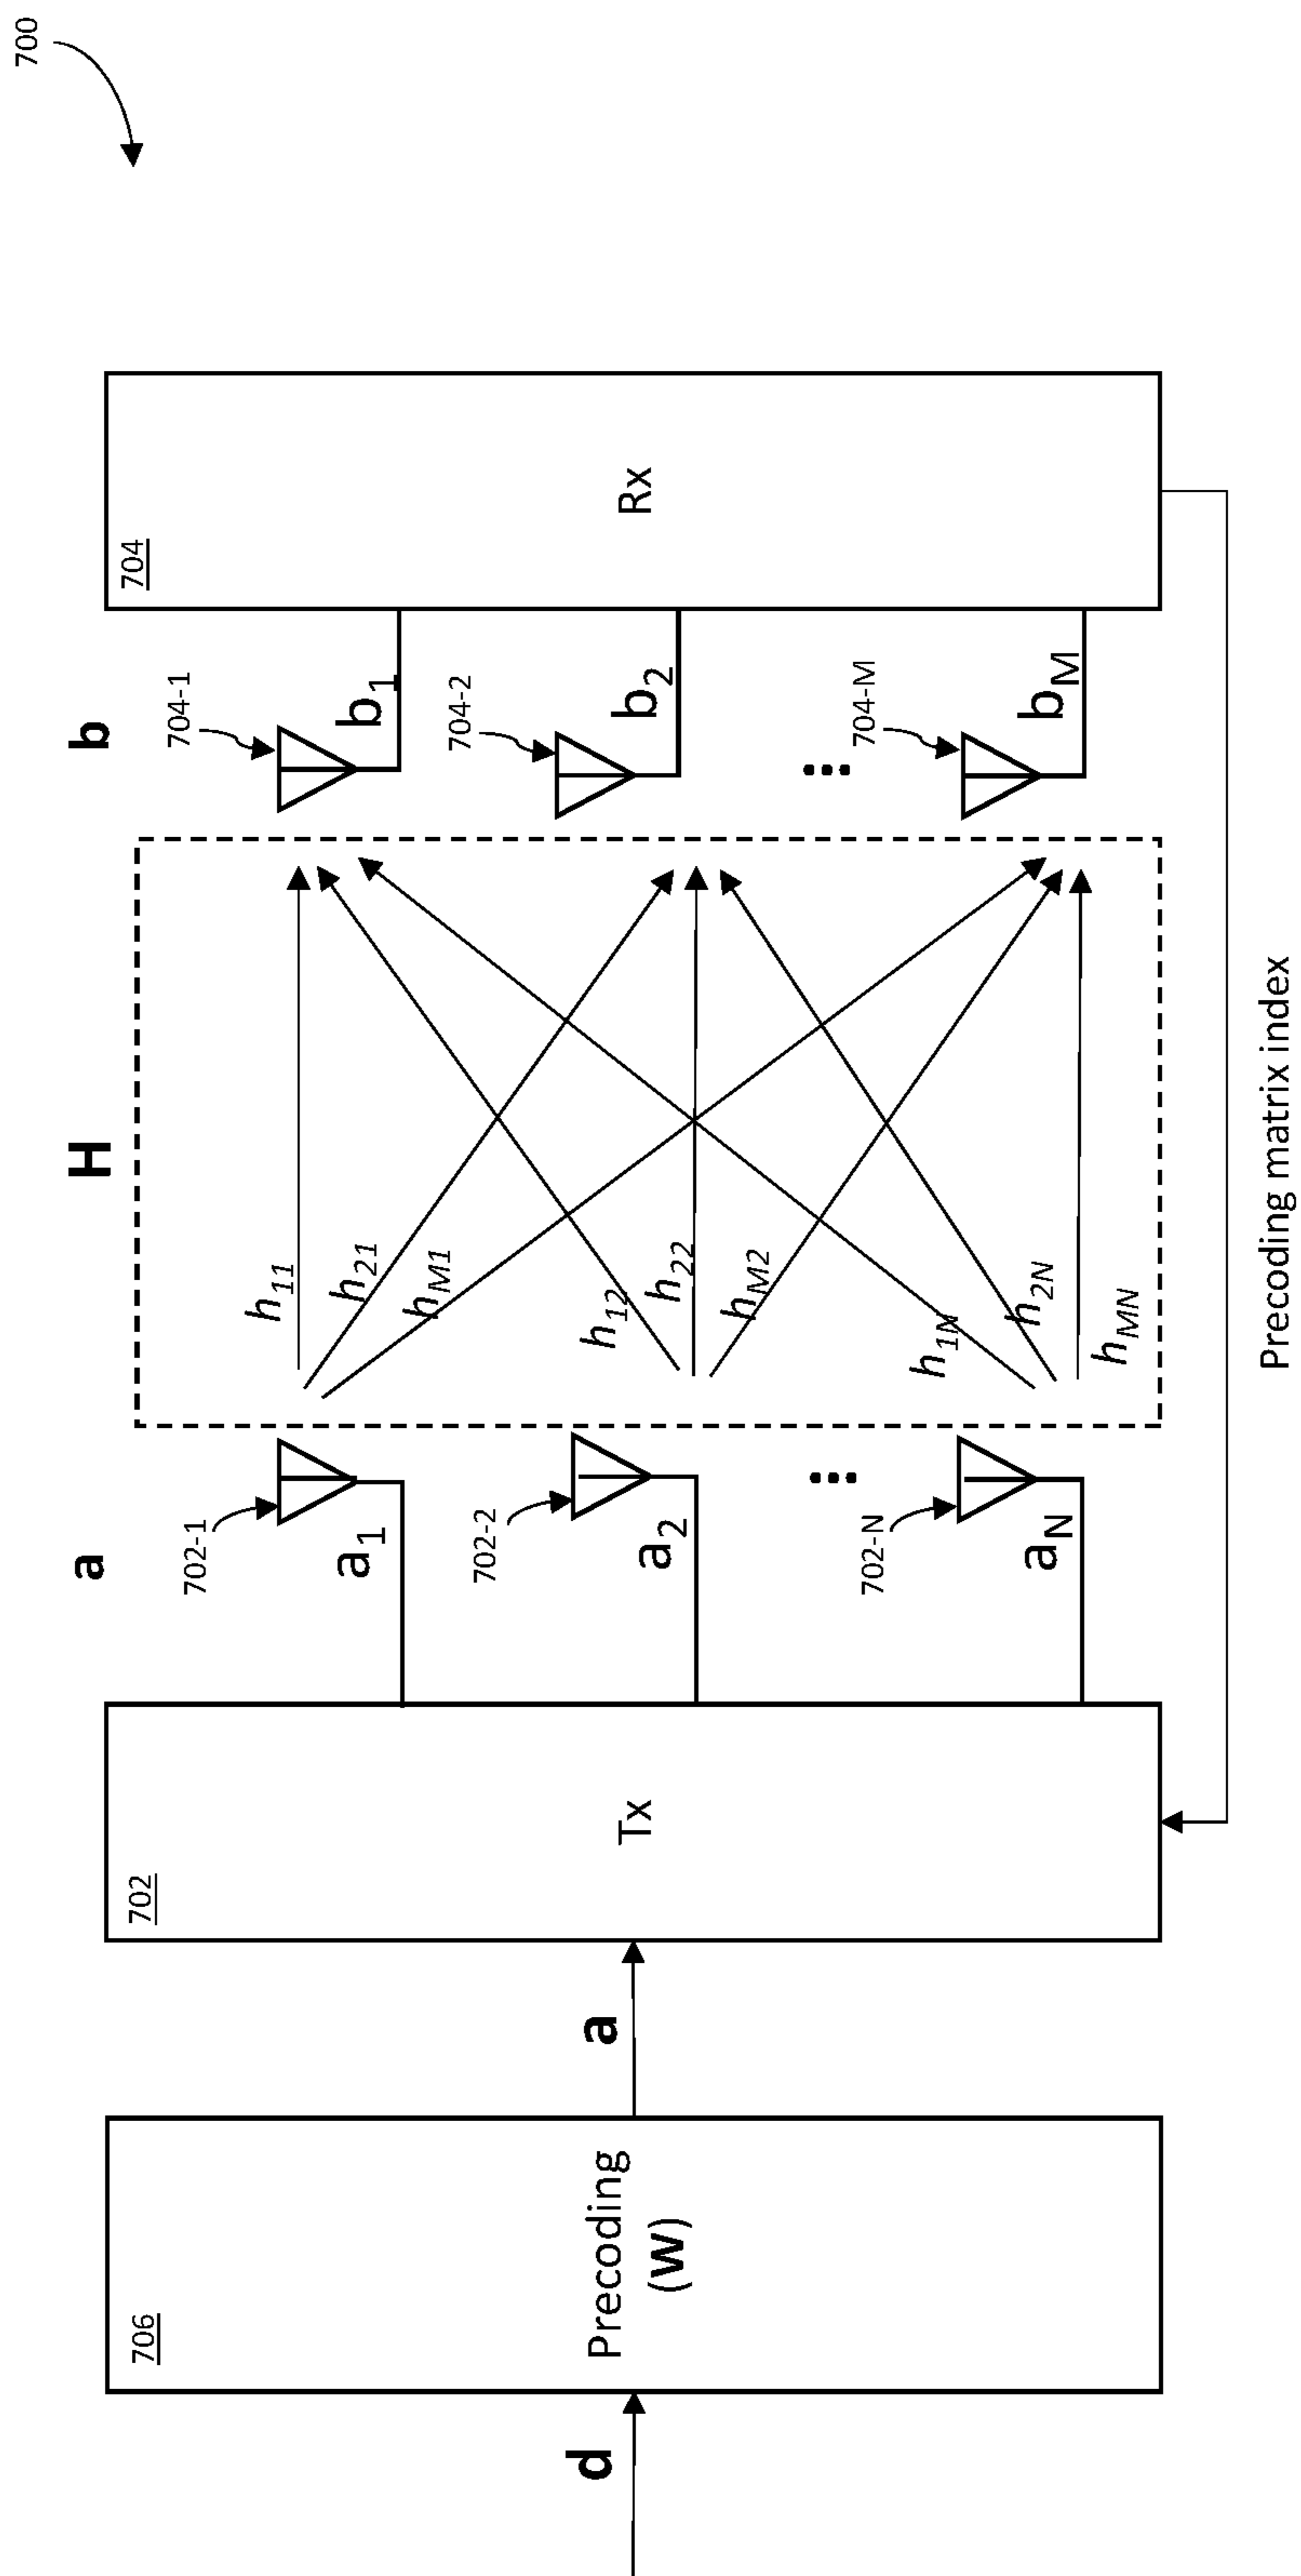 700
d
706
Precoding
(W)
a
702
Tx
a
702-1
a1
702-2
a2
702-N
aN
H
h11
h21
hM1
h12
h22
hM2
h1N
h2N
hMN
b
704-1
b1
704-2
b2
704-M
bM
704
Rx
Precoding matrix index